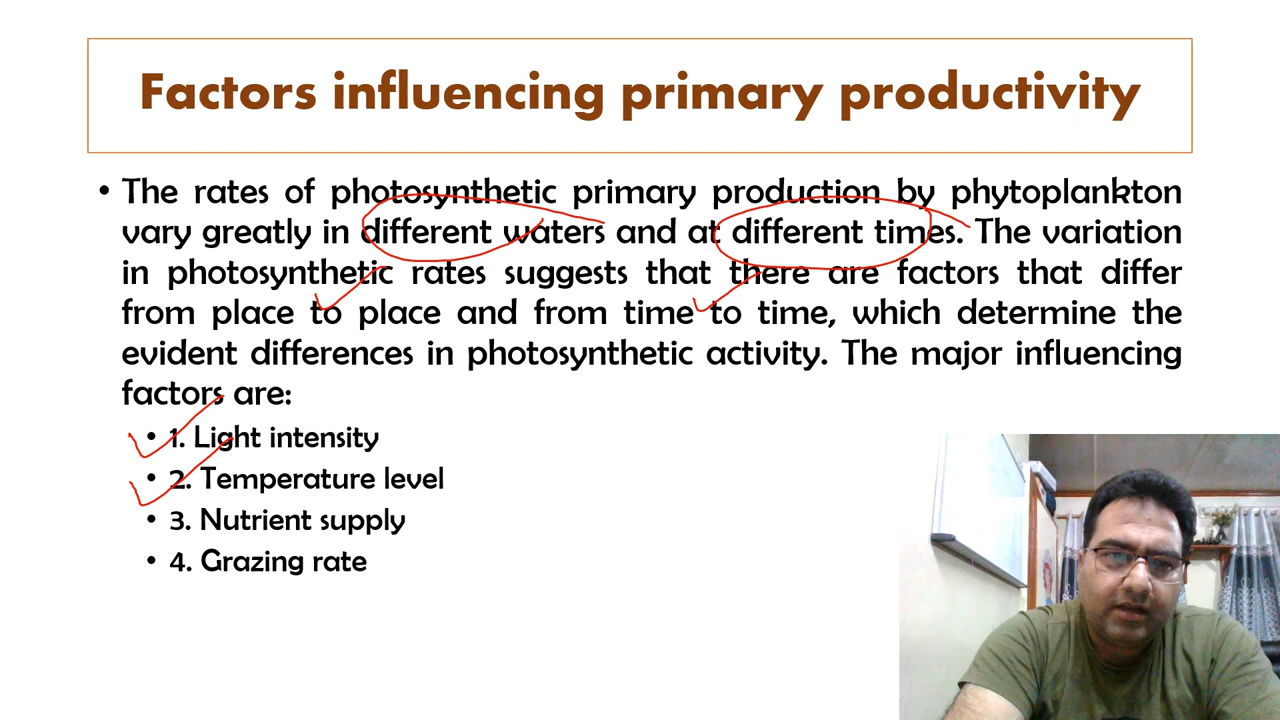 Factors influencing primary productivity
• The rates of photosynthetic primary production by phytoplankton
vary greatly in different waters and at different times. The variation
in photosynthetic rates suggests that there are factors that differ
from place to place and from time to time, which determine the
evident differences in photosynthetic activity. The major influencing
factors are:
• 1. Light intensity
• 2. Temperature level
• 3. Nutrient supply
• 4. Grazing rate